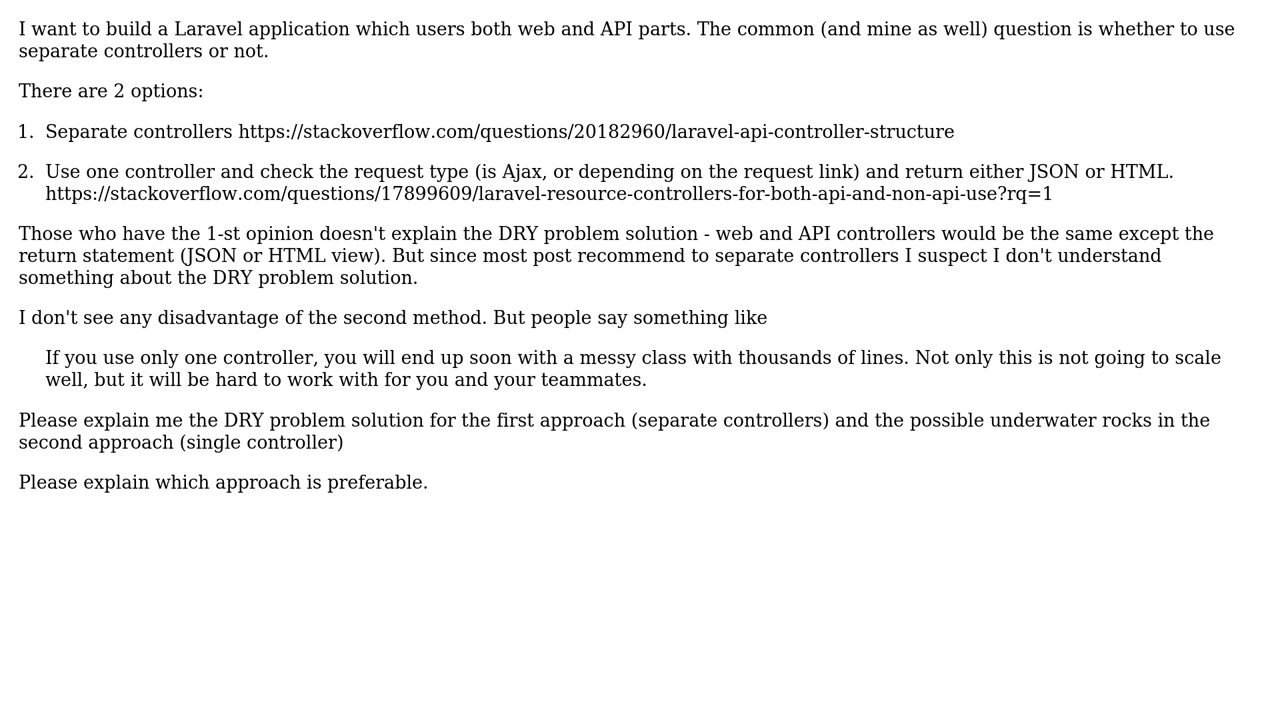 I want to build a Laravel application which users both web and API parts. The common (and mine as well) question is whether to use
separate controllers or not.
There are 2 options:
1. Separate controllers https://stackoverflow.com/questions/20182960/laravel-api-controller-structure
2. Use one controller and check the request type (is Ajax, or depending on the request link) and return either JSON or HTML.
https://stackoverflow.com/questions/17899609/laravel-resource-controllers-for-both-api-and-non-api-use?rq=1
Those who have the 1-st opinion doesn't explain the DRY problem solution - web and API controllers would be the same except the
return statement (JSON or HTML view). But since most post recommend to separate controllers I suspect I don't understand
something about the DRY problem solution.
I don't see any disadvantage of the second method. But people say something like
If you use only one controller, you will end up soon with a messy class with thousands of lines. Not only this is not going to scale
well, but it will be hard to work with for you and your teammates.
Please explain me the DRY problem solution for the first approach (separate controllers) and the possible underwater rocks in the
second approach (single controller)
Please explain which approach is preferable.